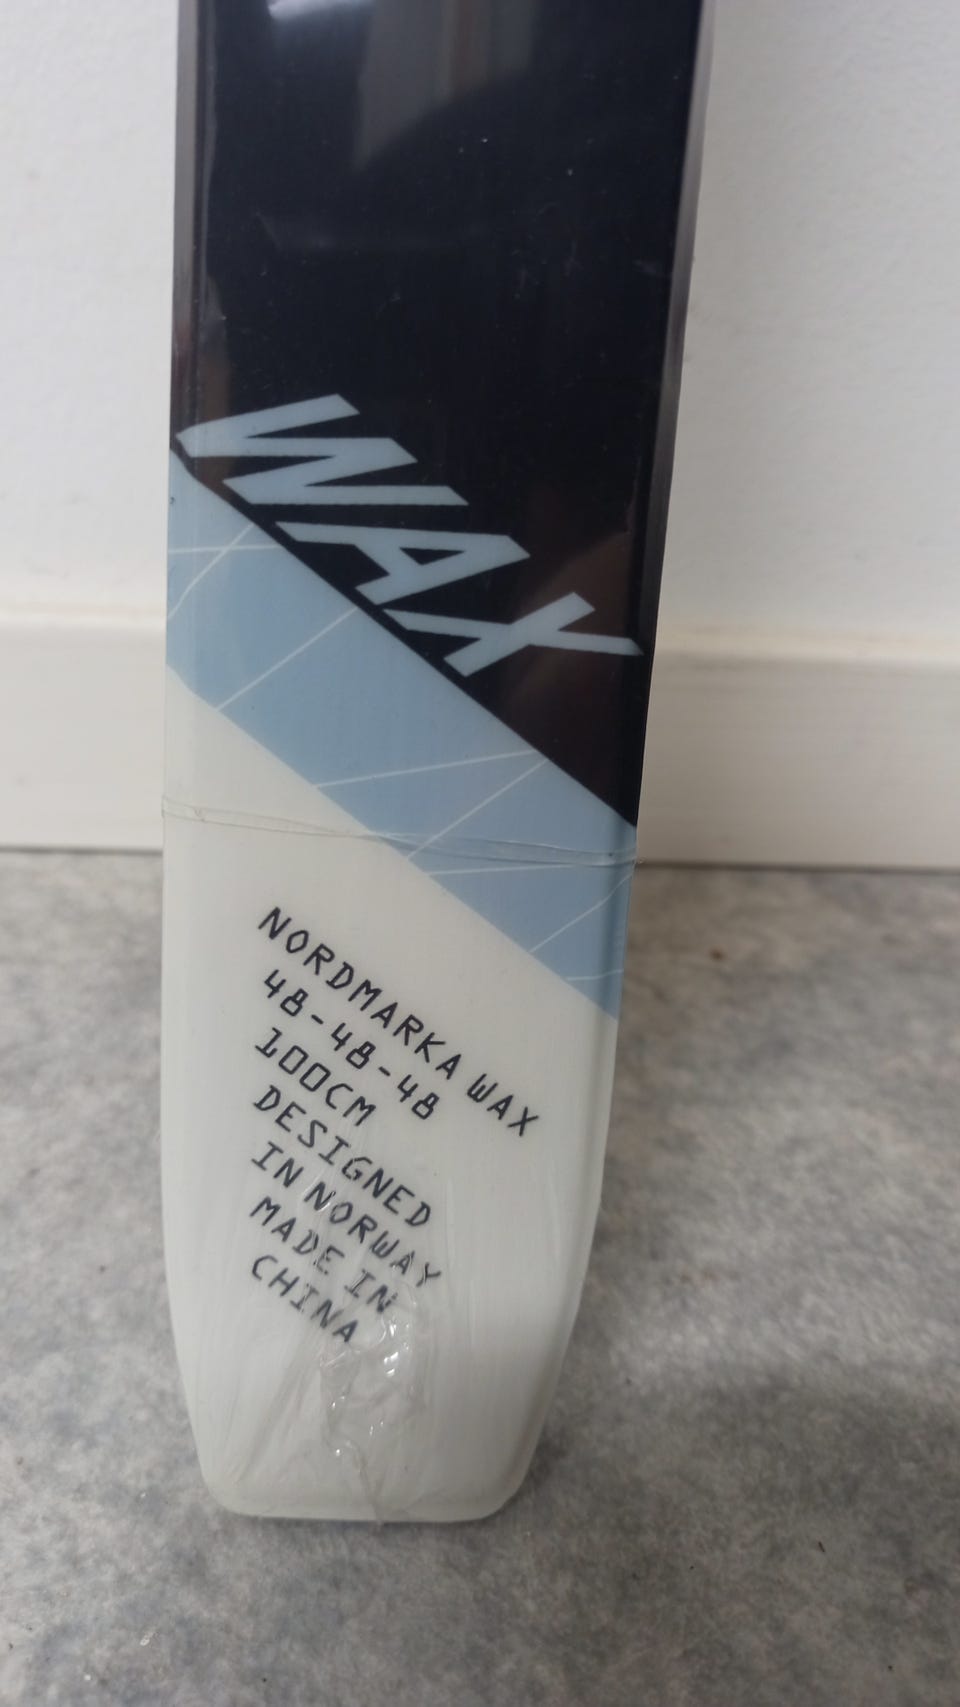 WAX
NORDMARKA WAX
48-48-48
100CM
DESIGNED
IN NORWAY
MADE IN
CHINA